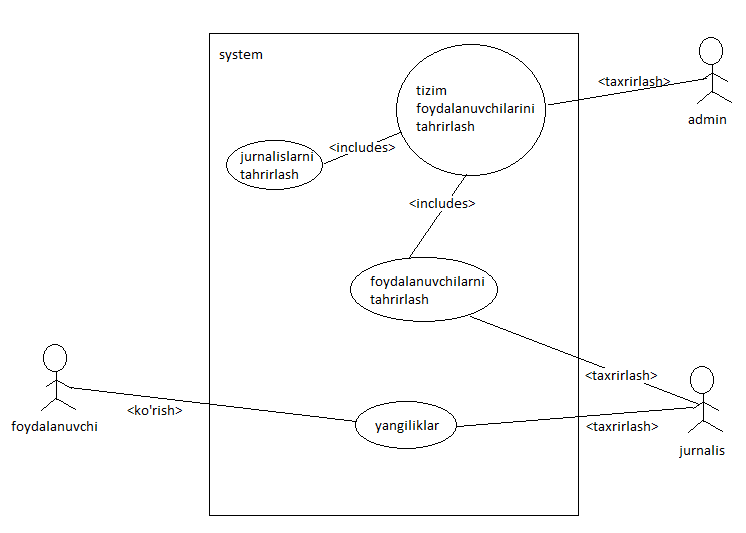 system
tizim
foydalanuvchilarini
tahrirlash
<taxrirlash>
admin
<includes>
jurnalislarni
tahrirlash
<includes>
foydalanuvchilarni
tahrirlash
<taxrirlash>
<ko'rish>
foydalanuvchi
yangiliklar
<taxrirlash>
jurnalis